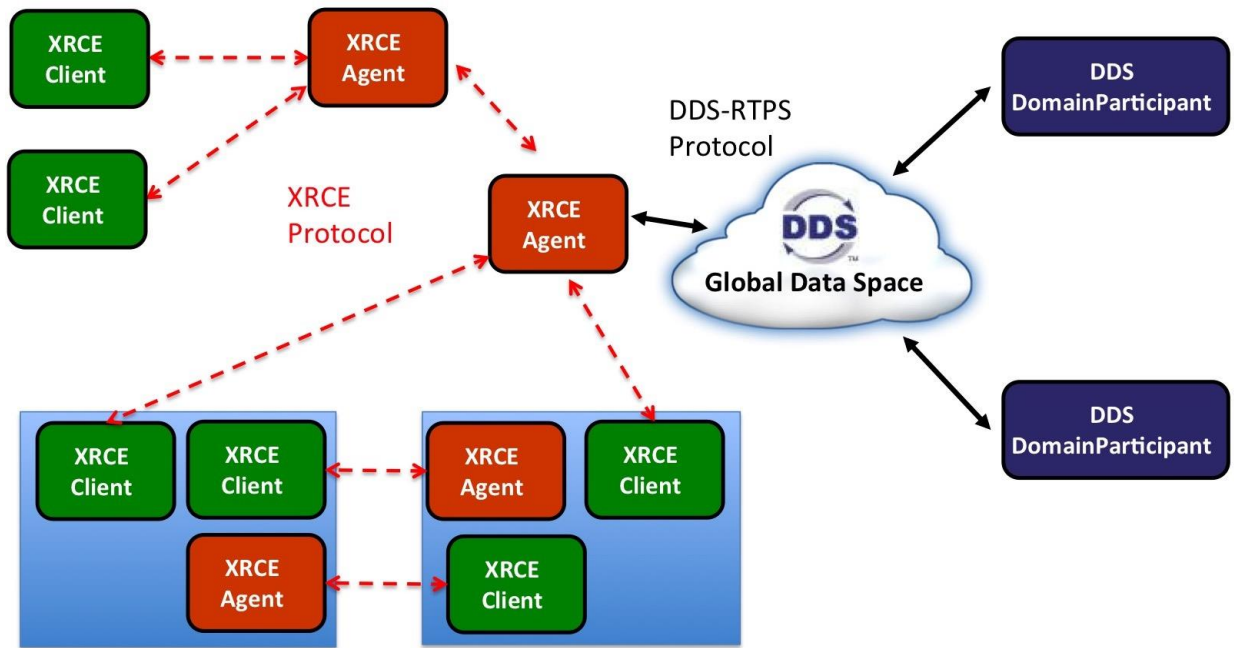 XRCE
Client
XRCE
Agent
DDS
DomainParticipant
XRCE
Client
XRCE
Protocol
DDS-RTPS
Protocol
XRCE
Agent
DDS
TM
Global Data Space
XRCE
Client
XRCE
Client
XRCE
Agent
XRCE
Client
DDS
DomainParticipant
XRCE
Agent
XRCE
Client